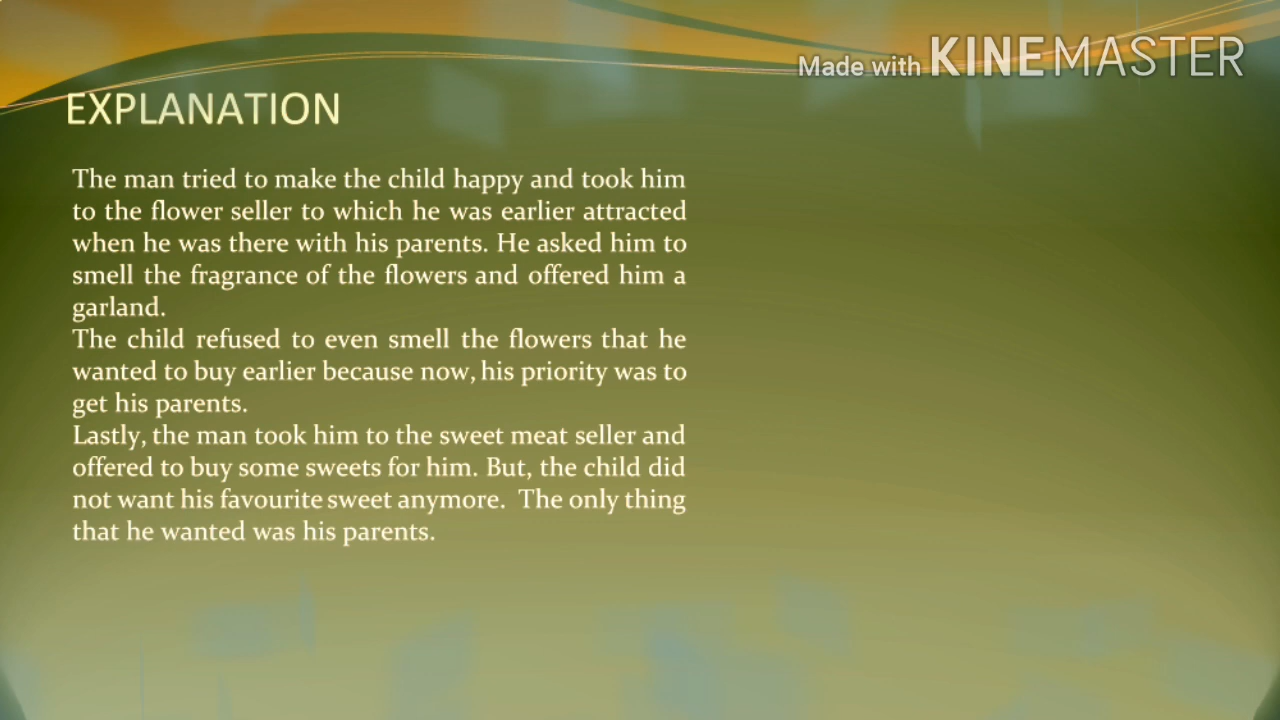 Made with KINEMASTER
EXPLANATION
The man tried to make the child happy and took him
to the flower seller to which he was earlier attracted
when he was there with his parents. He asked him to
smell the fragrance of the flowers and offered him a
garland.
The child refused to even smell the flowers that he
wanted to buy earlier because now, his priority was to
get his parents.
Lastly, the man took him to the sweet meat seller and
offered to buy some sweets for him. But, the child did
not want his favourite sweet anymore. The only thing
that he wanted was his parents.